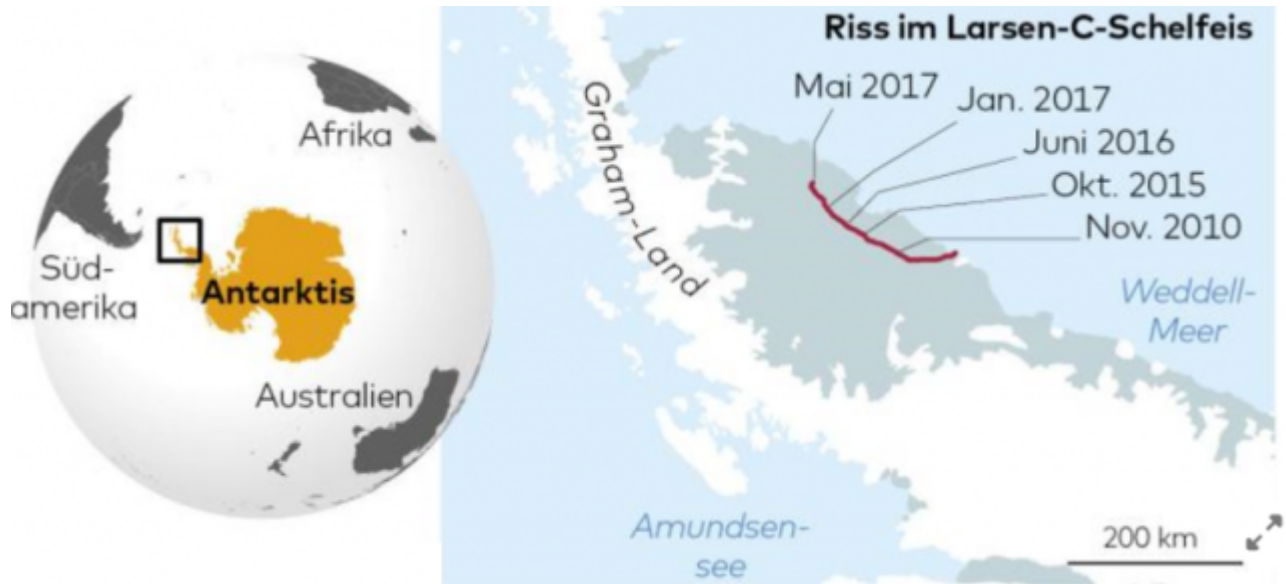 Afrika
Süd-
amerika
Antarktis
Australien
Riss im Larsen-C-Schelfeis
Mai 2017
Jan. 2017
Juni 2016
Okt. 2015
Nov. 2010
Graham-Land
Weddell-
Meer
Amundsen-
see
200 km